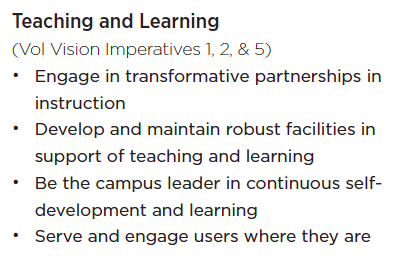 Teaching and Learning
(Vol Vision Imperatives 1, 2, & 5)
• Engage in transformative partnerships in
instruction
• Develop and maintain robust facilities in
support of teaching and learning
• Be the campus leader in continuous self-
development and learning
• Serve and engage users where they are